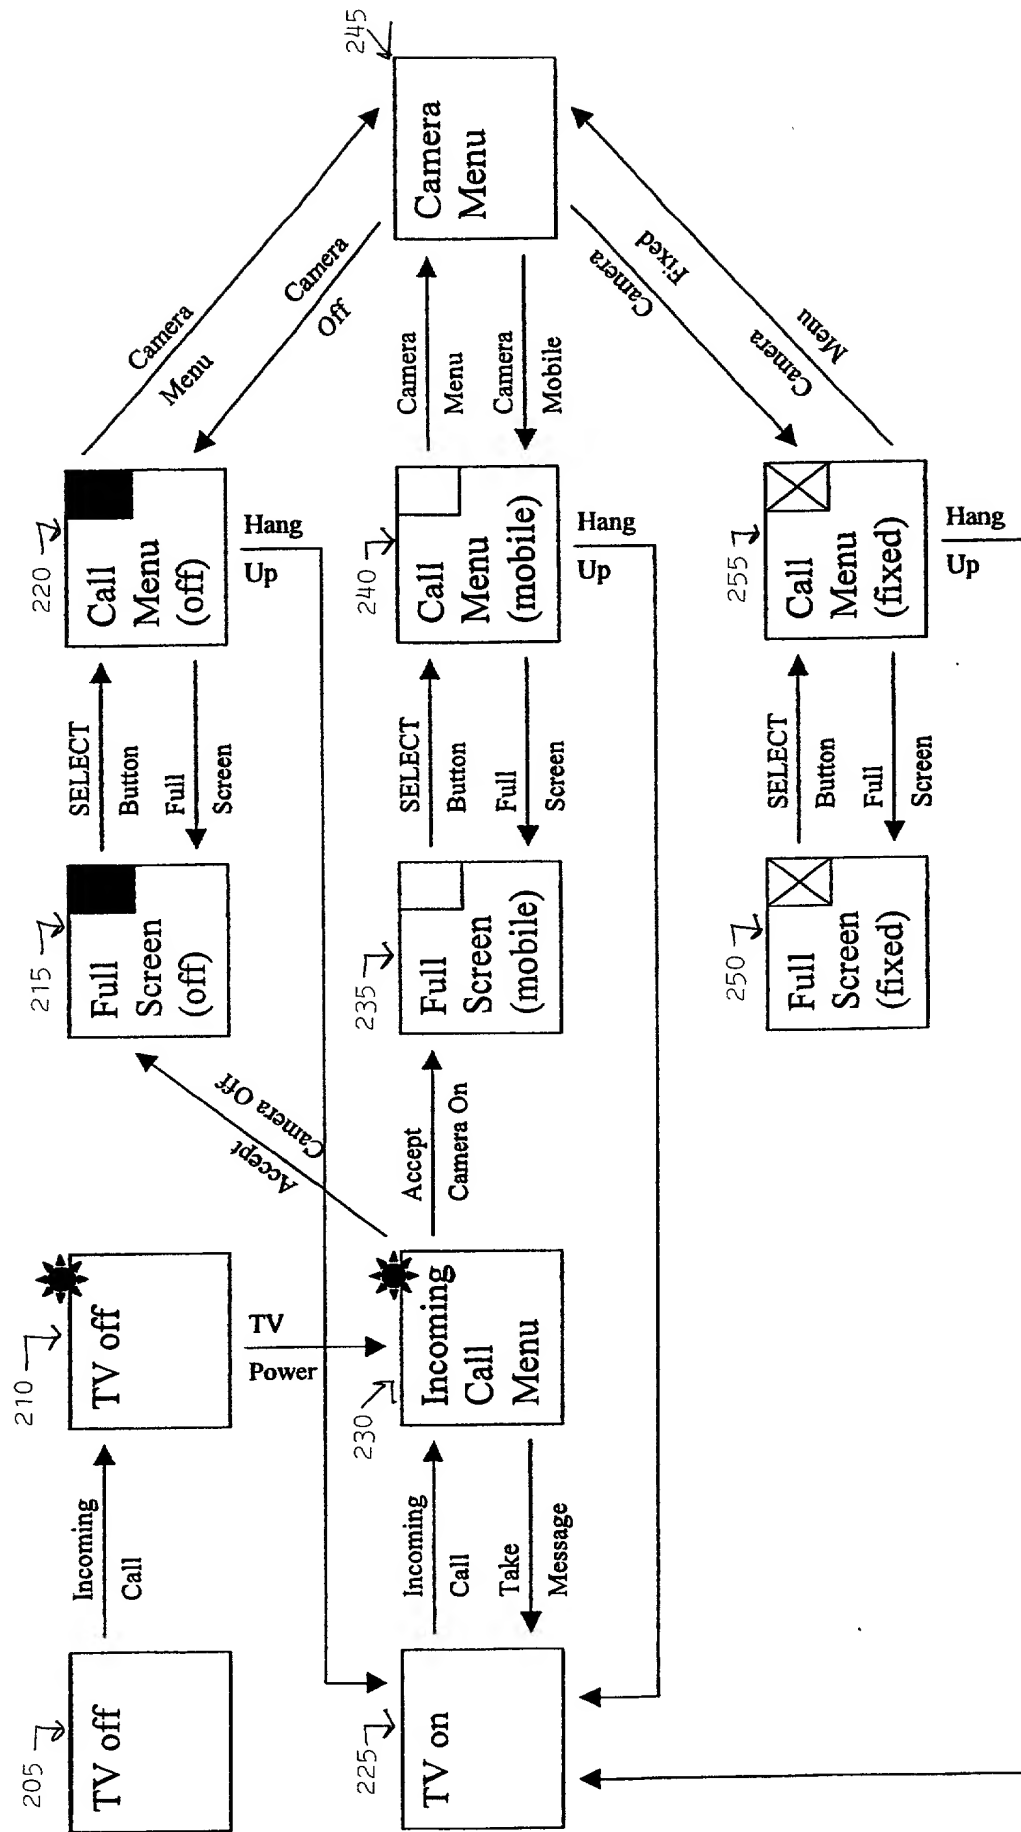 205
TV off
Incoming
Call
210
TV off
TV
Power
215
Full
Screen
(off)
SELECT
Button
Full
Screen
220
Call
Menu
(off)
Hang
Up
Camera
Menu
Camera
Off
Accept
Camera Off
225
TV on
Incoming
Call
Take
Message
230
Incoming
Call
Menu
Accept
Camera On
235
Full
Screen
(mobile)
SELECT
Button
Full
Screen
240
Call
Menu
(mobile)
Hang
Up
Camera
Menu
Camera
Mobile
245
Camera
Menu
250
Full
Screen
(fixed)
SELECT
Button
Full
Screen
255
Call
Menu
(fixed)
Hang
Up
Camera
Fixed
Camera
Menu